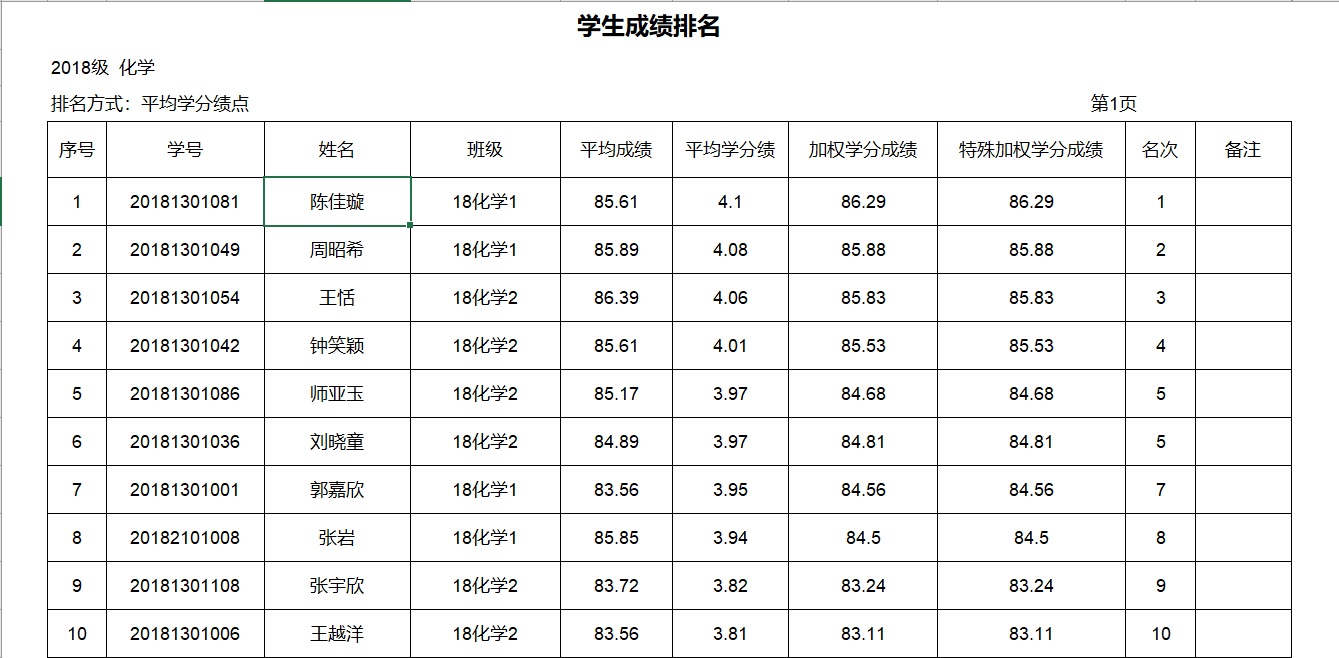 学生成绩排名
2018级 化学
排名方式：平均学分绩点 第1页
序号 学号 姓名 班级 平均成绩 平均学分绩 加权学分成绩 特殊加权学分成绩 名次 备注
1 20181301081 陈佳璇 18化学1 85.61 4.1 86.29 86.29 1
2 20181301049 周昭希 18化学1 85.89 4.08 85.88 85.88 2
3 20181301054 王恬 18化学2 86.39 4.06 85.83 85.83 3
4 20181301042 钟笑颖 18化学2 85.61 4.01 85.53 85.53 4
5 20181301086 师亚玉 18化学2 85.17 3.97 84.68 84.68 5
6 20181301036 刘晓童 18化学2 84.89 3.97 84.81 84.81 5
7 20181301001 郭嘉欣 18化学1 83.56 3.95 84.56 84.56 7
8 20182101008 张岩 18化学1 85.85 3.94 84.5 84.5 8
9 20181301108 张宇欣 18化学2 83.72 3.82 83.24 83.24 9
10 20181301006 王越洋 18化学2 83.56 3.81 83.11 83.11 10